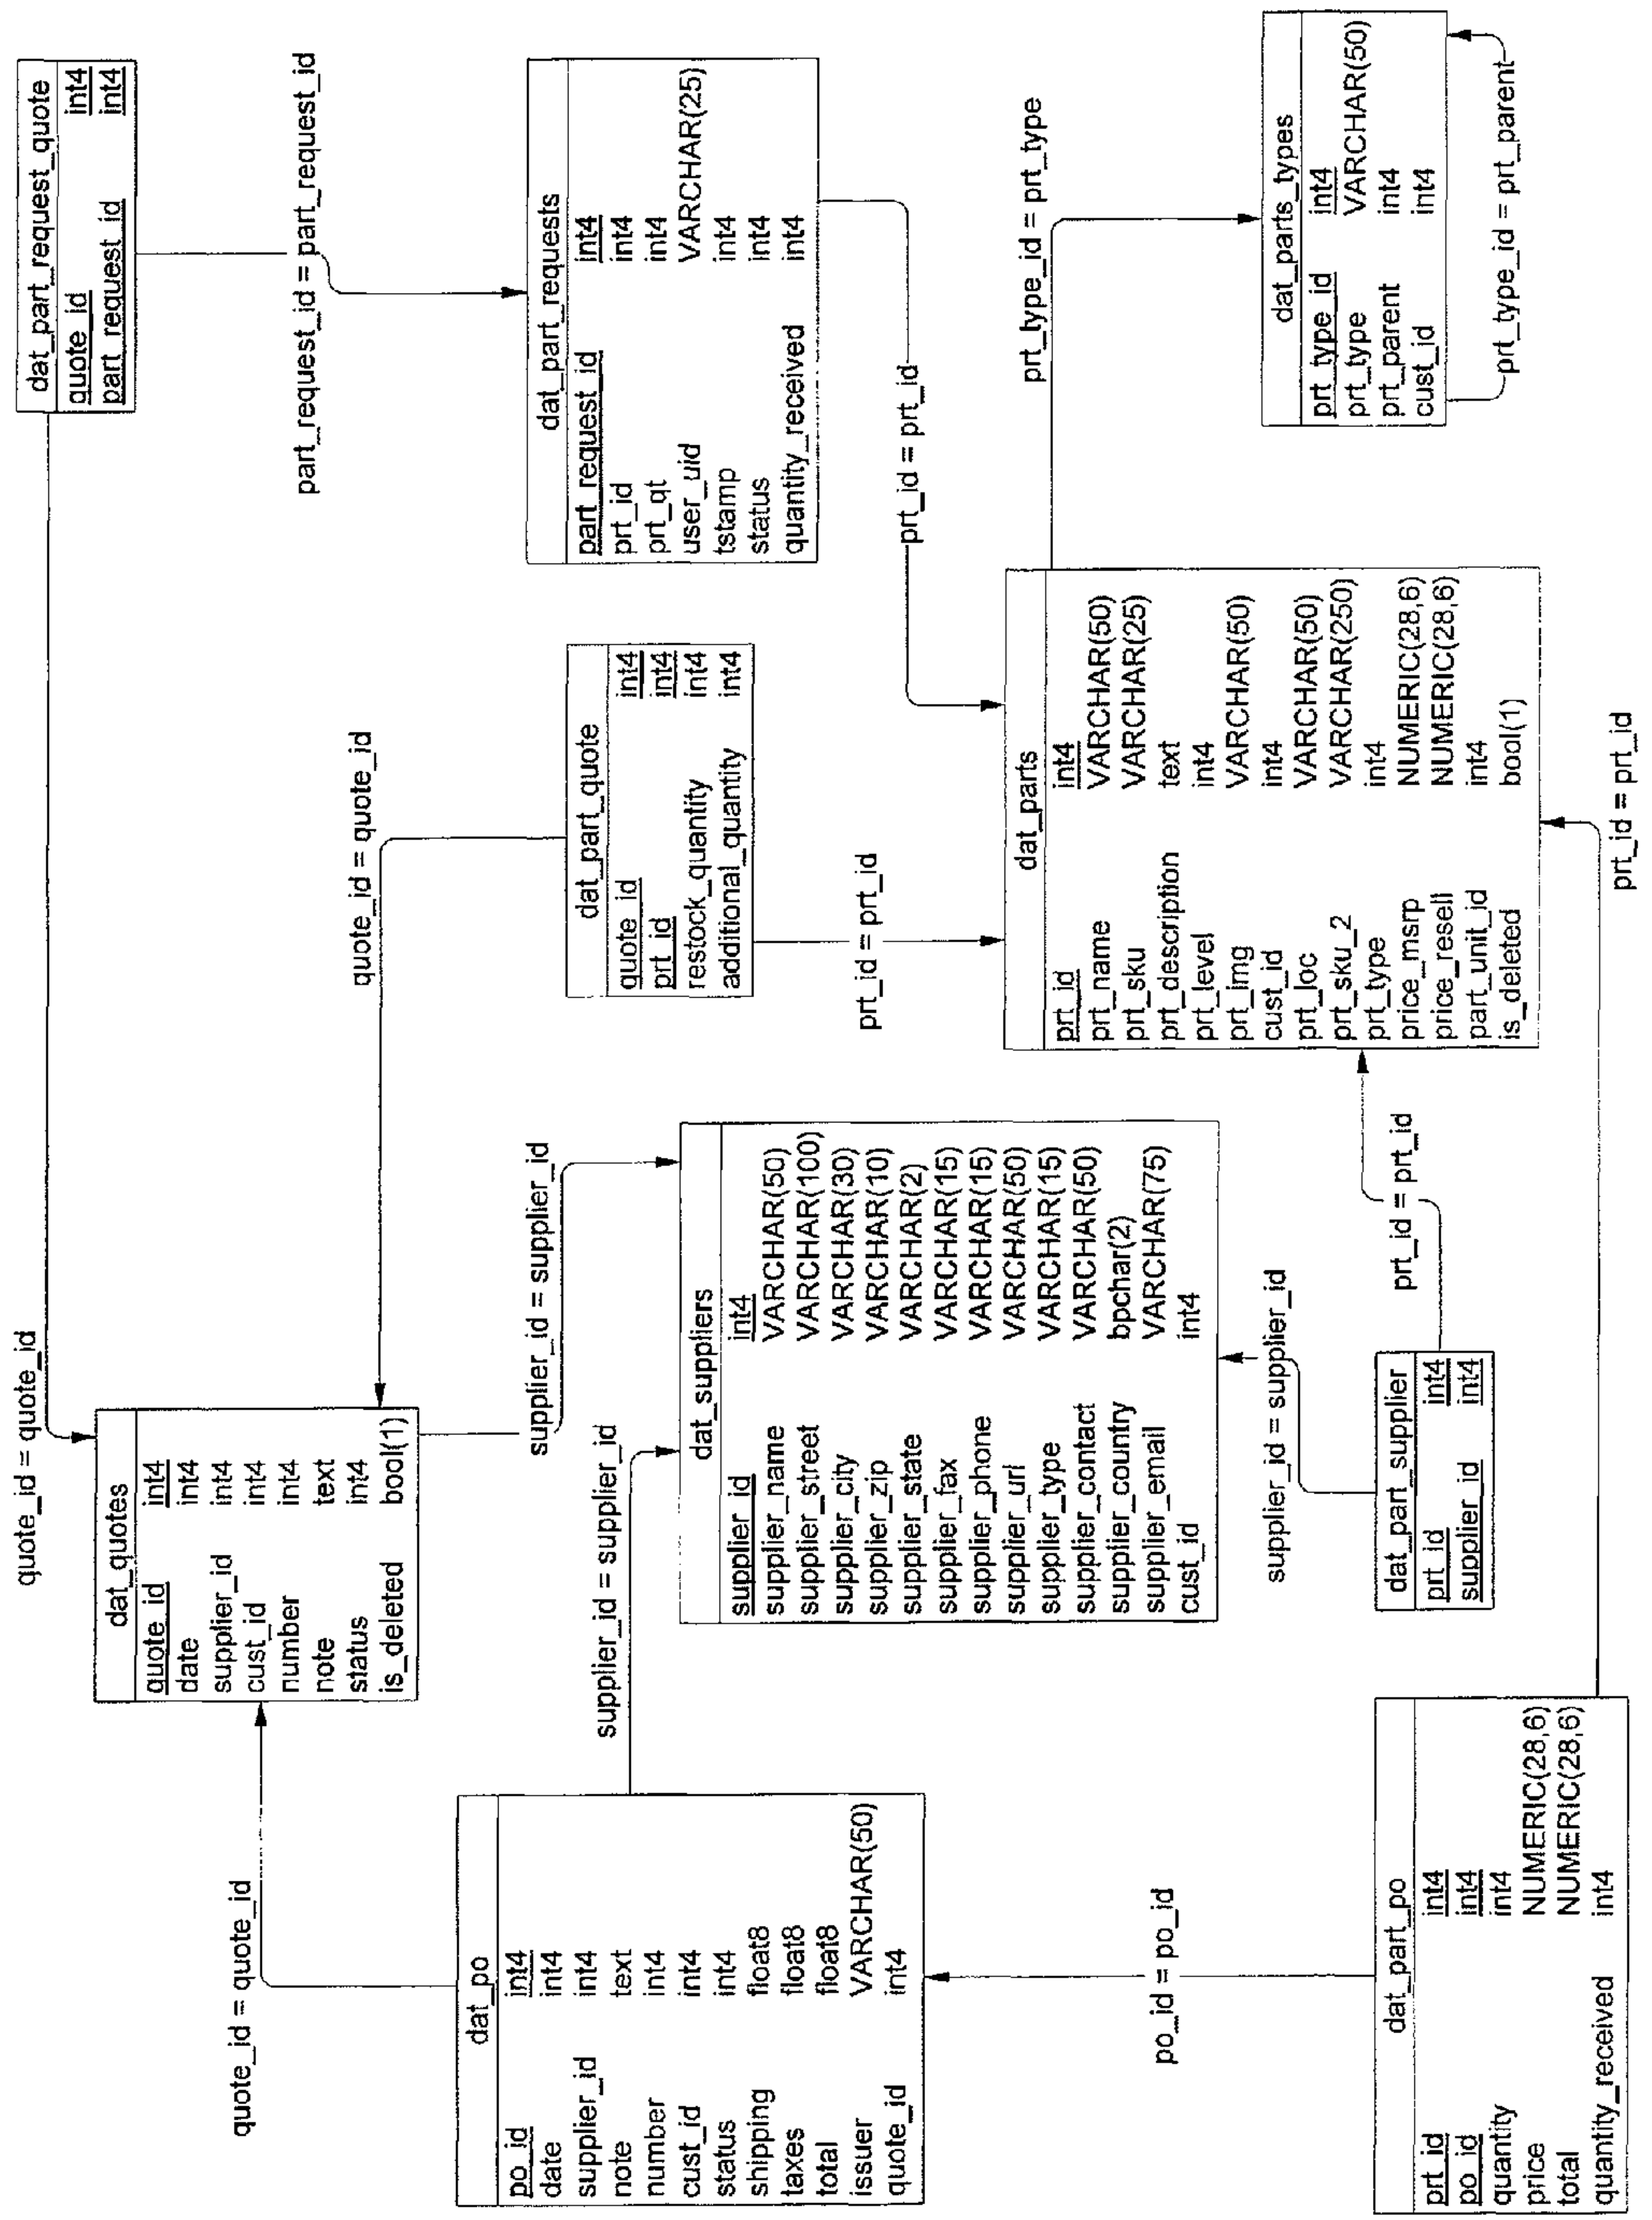 dat_part_request_quote
quote_id int4
part_request_id int4
part_request_id = part_request_id
quote_id = quote_id
dat_part_requests
part_request_id int4
prt_id int4
prt_qt int4
user_uid VARCHAR(25)
tstamp int4
status int4
quantity_received int4
prt_id = prt_id
prt_type_id = prt_type
dat_parts_types
prt_type_id int4
prt_type VARCHAR(50)
prt_parent int4
cust_id int4
prt_type_id = prt_parent
quote_id = quote_id
dat_part_quote
quote_id int4
prt_id int4
restock_quantity int4
additional_quantity int4
prt_id = prt_id
dat_parts
prt_id int4
prt_name VARCHAR(50)
prt_sku VARCHAR(25)
prt_description text
prt_level int4
prt_img VARCHAR(50)
cust_id int4
prt_loc VARCHAR(50)
prt_sku_2 VARCHAR(250)
prt_type int4
price_msrp NUMERIC(28,6)
price_resell NUMERIC(28,6)
part_unit_id int4
is_deleted bool(1)
prt_id = prt_id
dat_quotes
quote_id int4
date int4
supplier_id int4
cust_id int4
number int4
note text
status int4
is_deleted bool(1)
supplier_id = supplier_id
supplier_id = supplier_id
dat_suppliers
supplier_id int4
supplier_name VARCHAR(50)
supplier_street VARCHAR(100)
supplier_city VARCHAR(30)
supplier_zip VARCHAR(10)
supplier_state VARCHAR(2)
supplier_fax VARCHAR(15)
supplier_phone VARCHAR(15)
supplier_url VARCHAR(50)
supplier_type VARCHAR(15)
supplier_contact VARCHAR(50)
supplier_country bpchar(2)
supplier_email VARCHAR(75)
cust_id int4
supplier_id = supplier_id
prt_id = prt_id
dat_part_supplier
prt_id int4
supplier_id int4
quote_id = quote_id
dat_po
po_id int4
date int4
supplier_id int4
note text
number int4
cust_id int4
status int4
shipping float8
taxes float8
total float8
issuer VARCHAR(50)
quote_id int4
po_id = po_id
dat_part_po
prt_id int4
po_id int4
quantity int4
price NUMERIC(28,6)
total NUMERIC(28,6)
quantity_received int4